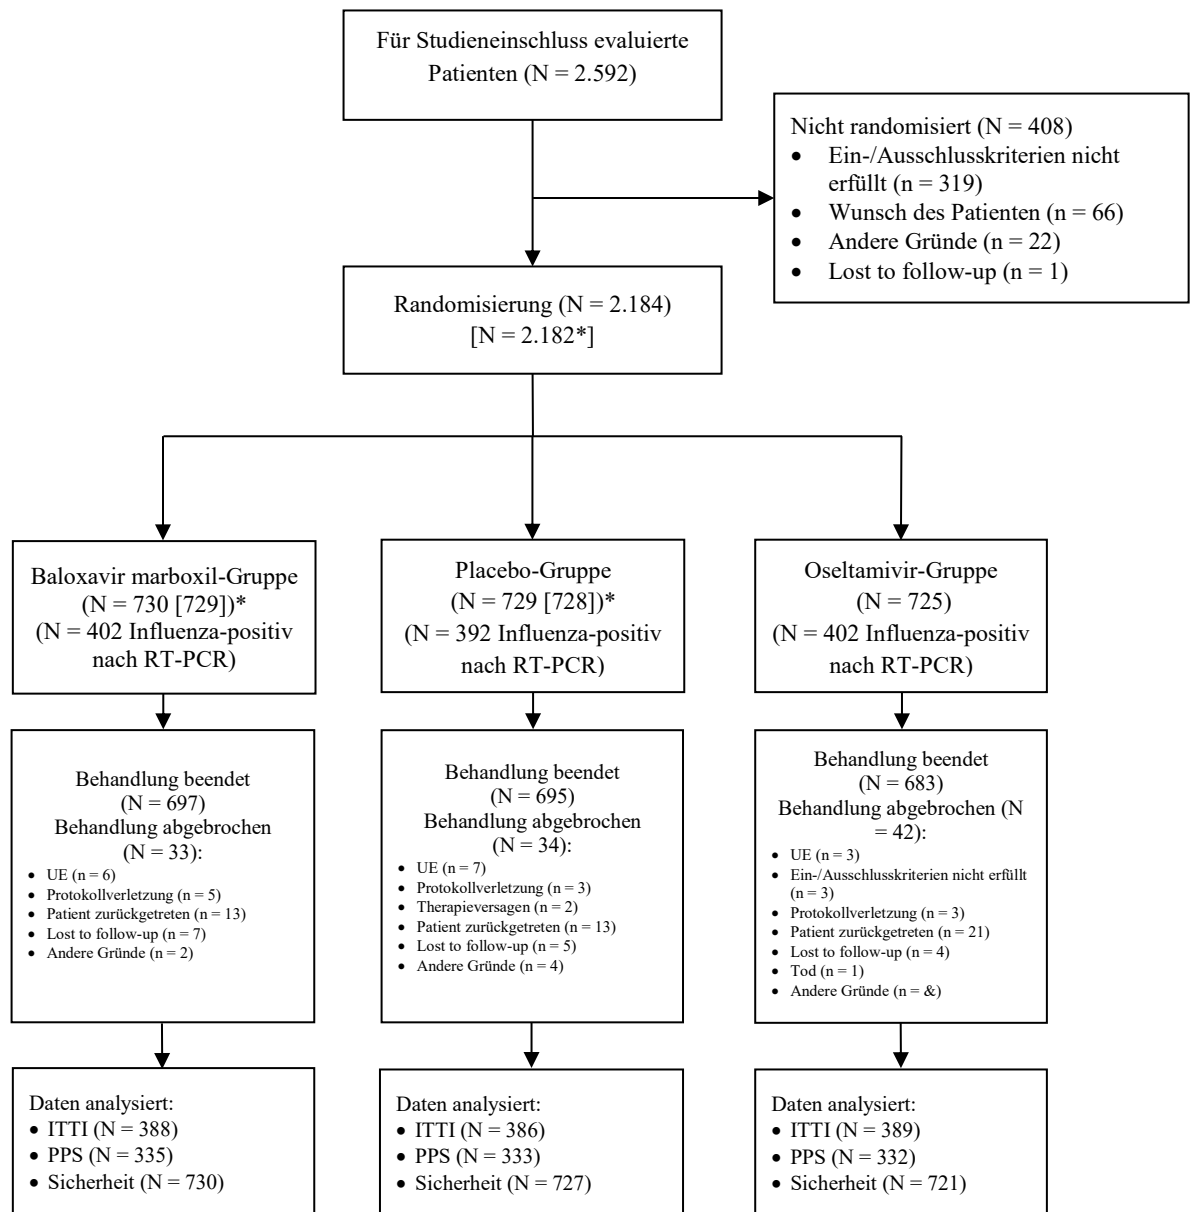 Für Studieneinschluss evaluierte
Patienten (N = 2.592)
Nicht randomisiert (N = 408)
• Ein-/Ausschlusskriterien nicht
erfüllt (n = 319)
• Wunsch des Patienten (n = 66)
• Andere Gründe (n = 22)
• Lost to follow-up (n = 1)
Randomisierung (N = 2.184)
[N = 2.182*]
Baloxavir marboxil-Gruppe
(N = 730 [729])*
(N = 402 Influenza-positiv
nach RT-PCR)
Placebo-Gruppe
(N = 729 [728])*
(N = 392 Influenza-positiv
nach RT-PCR)
Oseltamivir-Gruppe
(N = 725)
(N = 402 Influenza-positiv
nach RT-PCR)
Behandlung beendet
(N = 697)
Behandlung abgebrochen
(N = 33):
• UE (n = 6)
• Protokollverletzung (n = 5)
• Patient zurückgetreten (n = 13)
• Lost to follow-up (n = 7)
• Andere Gründe (n = 2)
Behandlung beendet
(N = 695)
Behandlung abgebrochen
(N = 34):
• UE (n = 7)
• Protokollverletzung (n = 3)
• Therapieversagen (n = 2)
• Patient zurückgetreten (n = 13)
• Lost to follow-up (n = 5)
• Andere Gründe (n = 4)
Behandlung beendet
(N = 683)
Behandlung abgebrochen (N
= 42):
• UE (n = 3)
• Ein-/Ausschlusskriterien nicht erfüllt
(n = 3)
• Protokollverletzung (n = 3)
• Patient zurückgetreten (n = 21)
• Lost to follow-up (n = 4)
• Tod (n = 1)
• Andere Gründe (n = &)
Daten analysiert:
• ITTI (N = 388)
• PPS (N = 335)
• Sicherheit (N = 730)
Daten analysiert:
• ITTI (N = 386)
• PPS (N = 333)
• Sicherheit (N = 727)
Daten analysiert:
• ITTI (N = 389)
• PPS (N = 332)
• Sicherheit (N = 721)